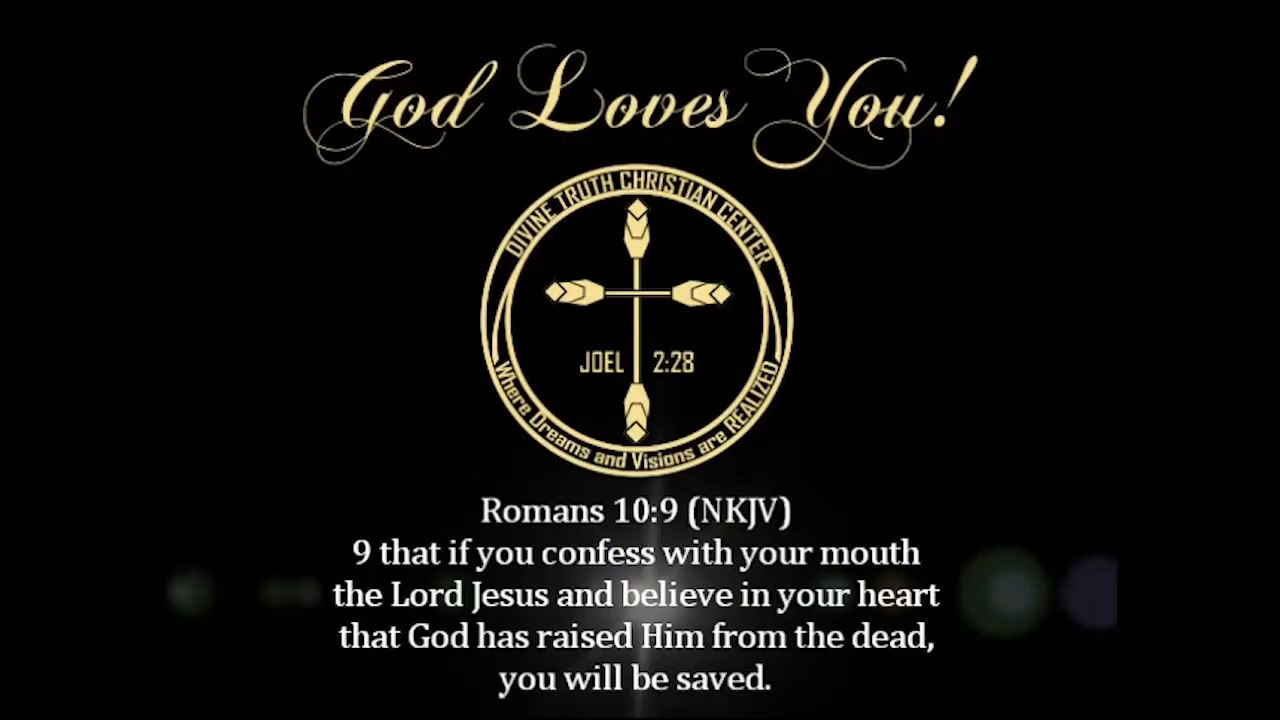 God Loves You!
DIVINE TRUTH CHRISTIAN CENTER
JOEL 2:28
Where Dreams and Visions are REALIZED
Romans 10:9 (NKJV)
9 that if you confess with your mouth
the Lord Jesus and believe in your heart
that God has raised Him from the dead,
you will be saved.